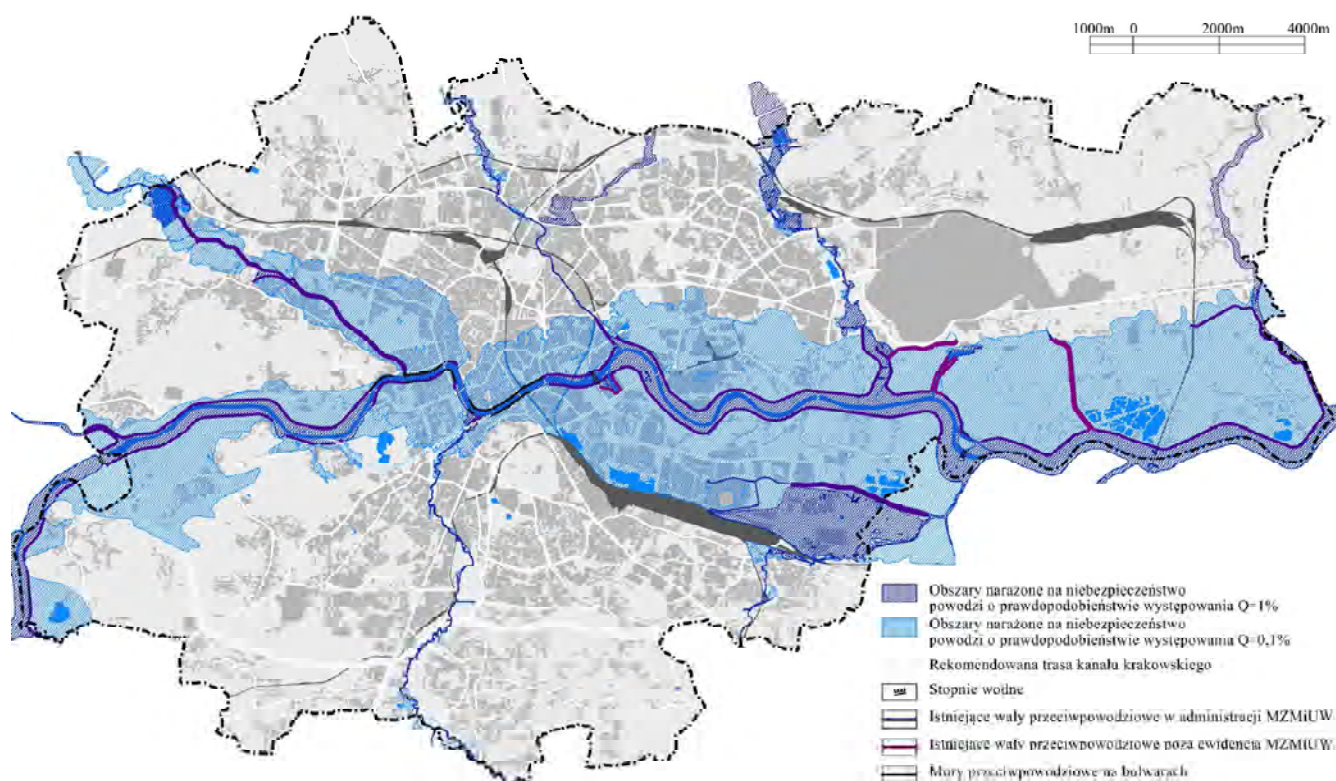 1000m 0 2000m 4000m
Obszary narażone na niebezpieczeństwo
powodzi o prawdopodobieństwie występowania Q=1%
Obszary narażone na niebezpieczeństwo
powodzi o prawdopodobieństwie występowania Q=0,1%
Rekomendowana trasa kanału krakowskiego
Stopnie wodne
Istniejące wały przeciwpowodziowe w administracji MZMiUW
Istniejące wały przeciwpowodziowe poza ewidencją MZMiUW
Mury przeciwpowodziowe na bulwarach